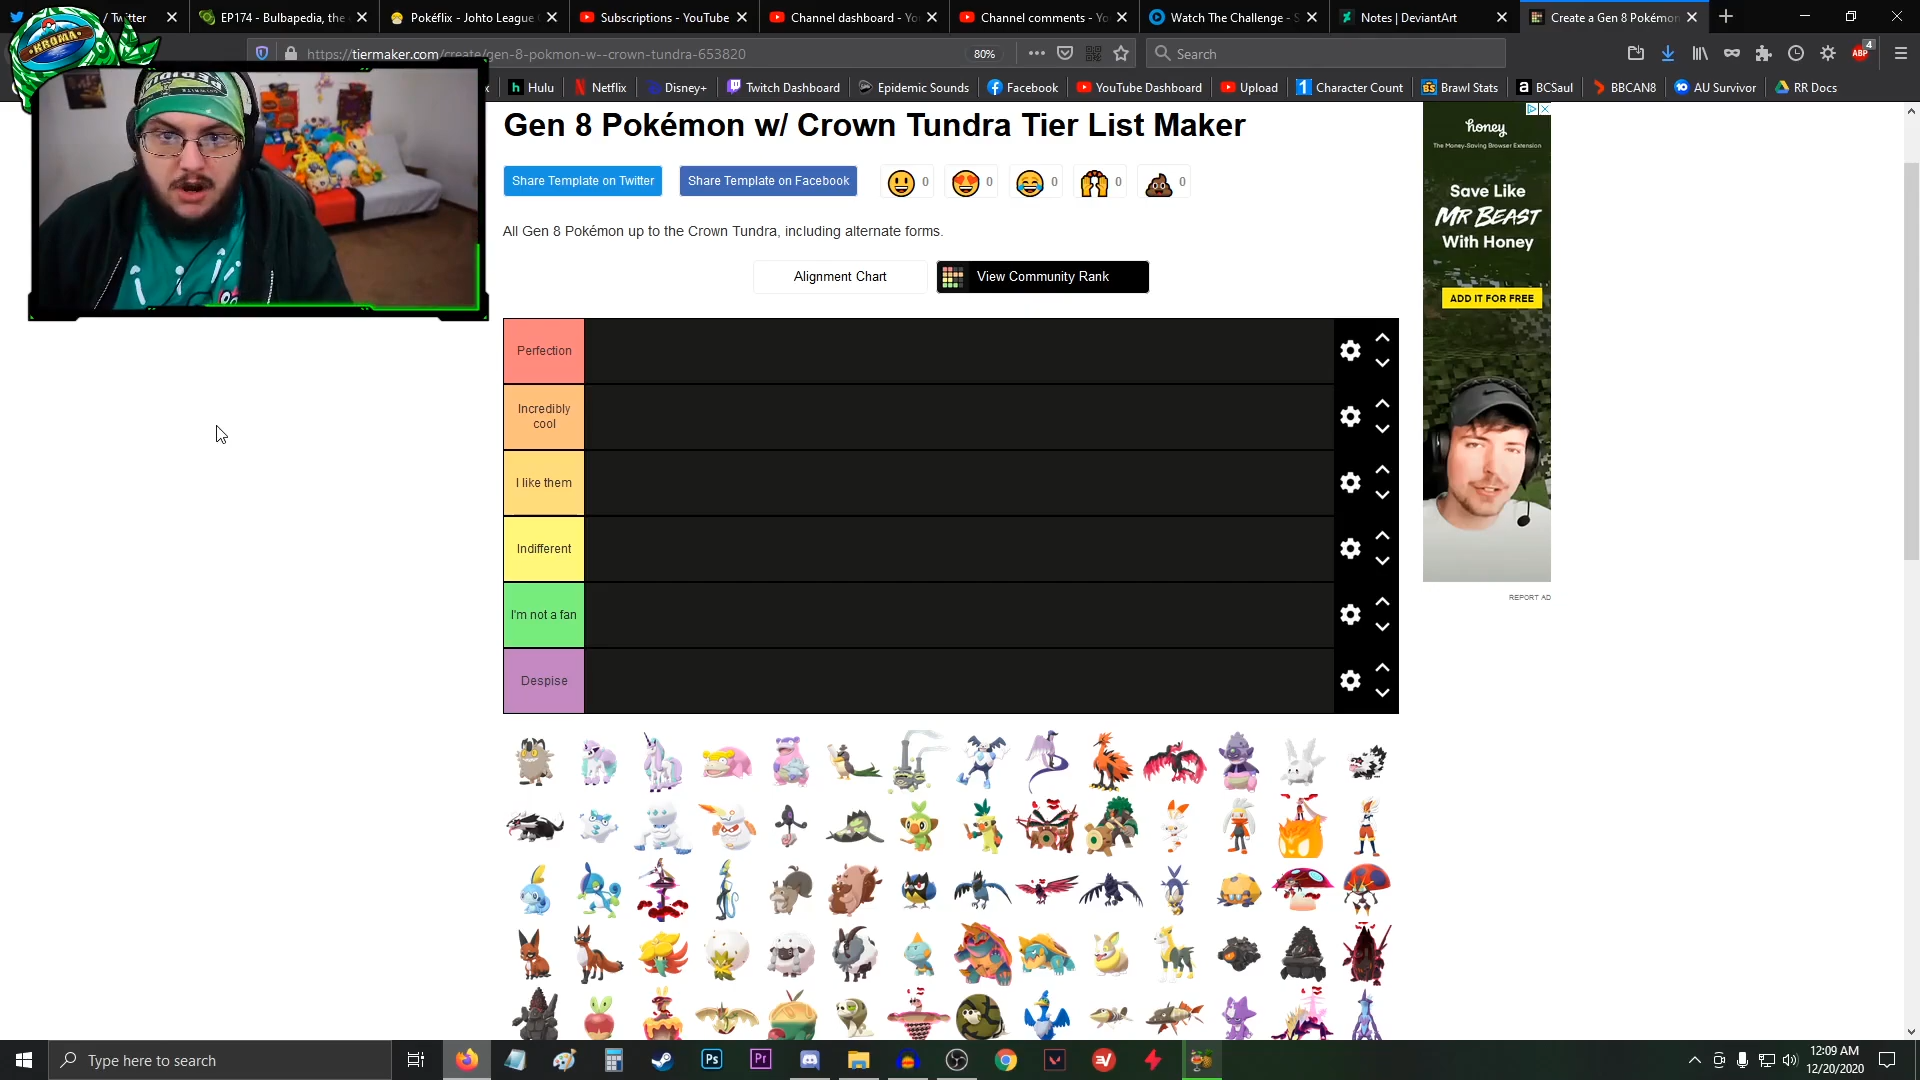 / Twitter
EP174 - Bulbapedia, the
Pokéflix - Johto League
Subscriptions - YouTube
Channel dashboard - Yo
Channel comments - Yo
Watch The Challenge - S
Notes | DeviantArt
Create a Gen 8 Pokémon
KROMA
https://tiermaker.com/create/gen-8-pokmon-w--crown-tundra-653820
80%
Search
ABP
4
Hulu
Netflix
Disney+
Twitch Dashboard
Epidemic Sounds
Facebook
YouTube Dashboard
Upload
Character Count
Brawl Stats
BCSaul
BBCAN8
AU Survivor
RR Docs
Gen 8 Pokémon w/ Crown Tundra Tier List Maker
Share Template on Twitter
Share Template on Facebook
0
0
0
0
0
All Gen 8 Pokémon up to the Crown Tundra, including alternate forms.
Alignment Chart
View Community Rank
Perfection
Incredibly
cool
I like them
Indifferent
I'm not a fan
Despise
honey
The Money-Saving Browser Extension
Save Like
MR BEAST
With Honey
ADD IT FOR FREE
REPORT AD
Type here to search
Ps
Pr
12:09 AM
12/20/2020